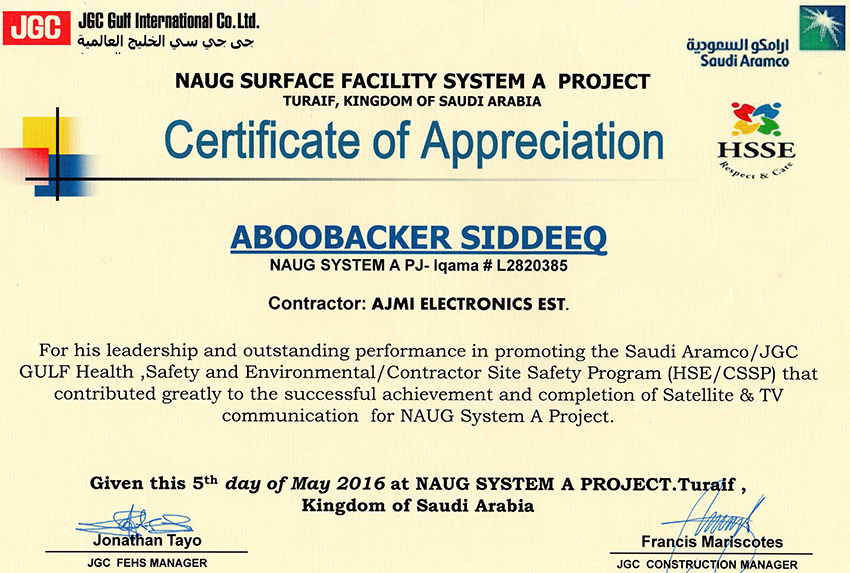 JGC
JGC Gulf International Co.Ltd.
جى جي سي الخليج العالمية
ارامكو السعودية
Saudi Aramco
NAUG SURFACE FACILITY SYSTEM A PROJECT
TURAIF, KINGDOM OF SAUDI ARABIA
Certificate of Appreciation
HSSE
Respect & Care
ABOOBACKER SIDDEEQ
NAUG SYSTEM A PJ- Iqama # L2820385
Contractor: AJMI ELECTRONICS EST.
For his leadership and outstanding performance in promoting the Saudi Aramco/JGC
GULF Health ,Safety and Environmental/Contractor Site Safety Program (HSE/CSSP) that
contributed greatly to the successful achievement and completion of Satellite & TV
communication for NAUG System A Project.
Given this 5th day of May 2016 at NAUG SYSTEM A PROJECT.Turaif ,
Kingdom of Saudi Arabia
Jonathan Tayo
JGC FEHS MANAGER
Francis Mariscotes
JGC CONSTRUCTION MANAGER